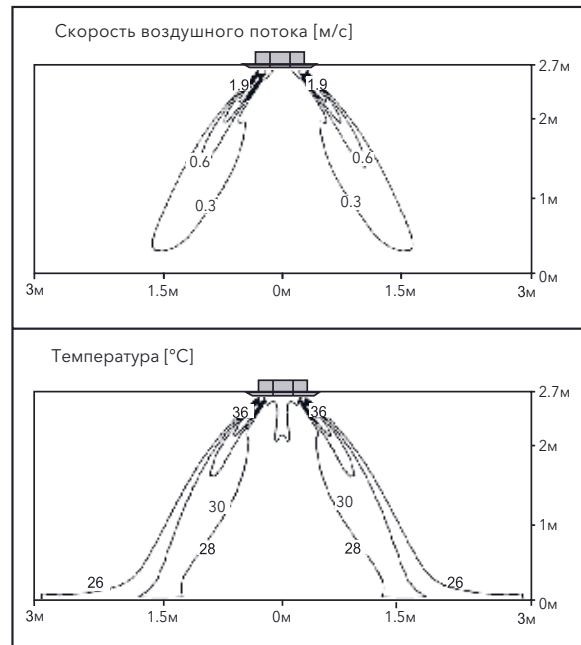 Скорость воздушного потока [м/с]
2.7м
1.9 1.9
2м
0.6 0.6
0.3 0.3
1м
0м
3м 1.5м 0м 1.5м 3м
Температура [°C]
2.7м
36 36
2м
30 30
1м
28 28
26 26
0м
3м 1.5м 0м 1.5м 3м